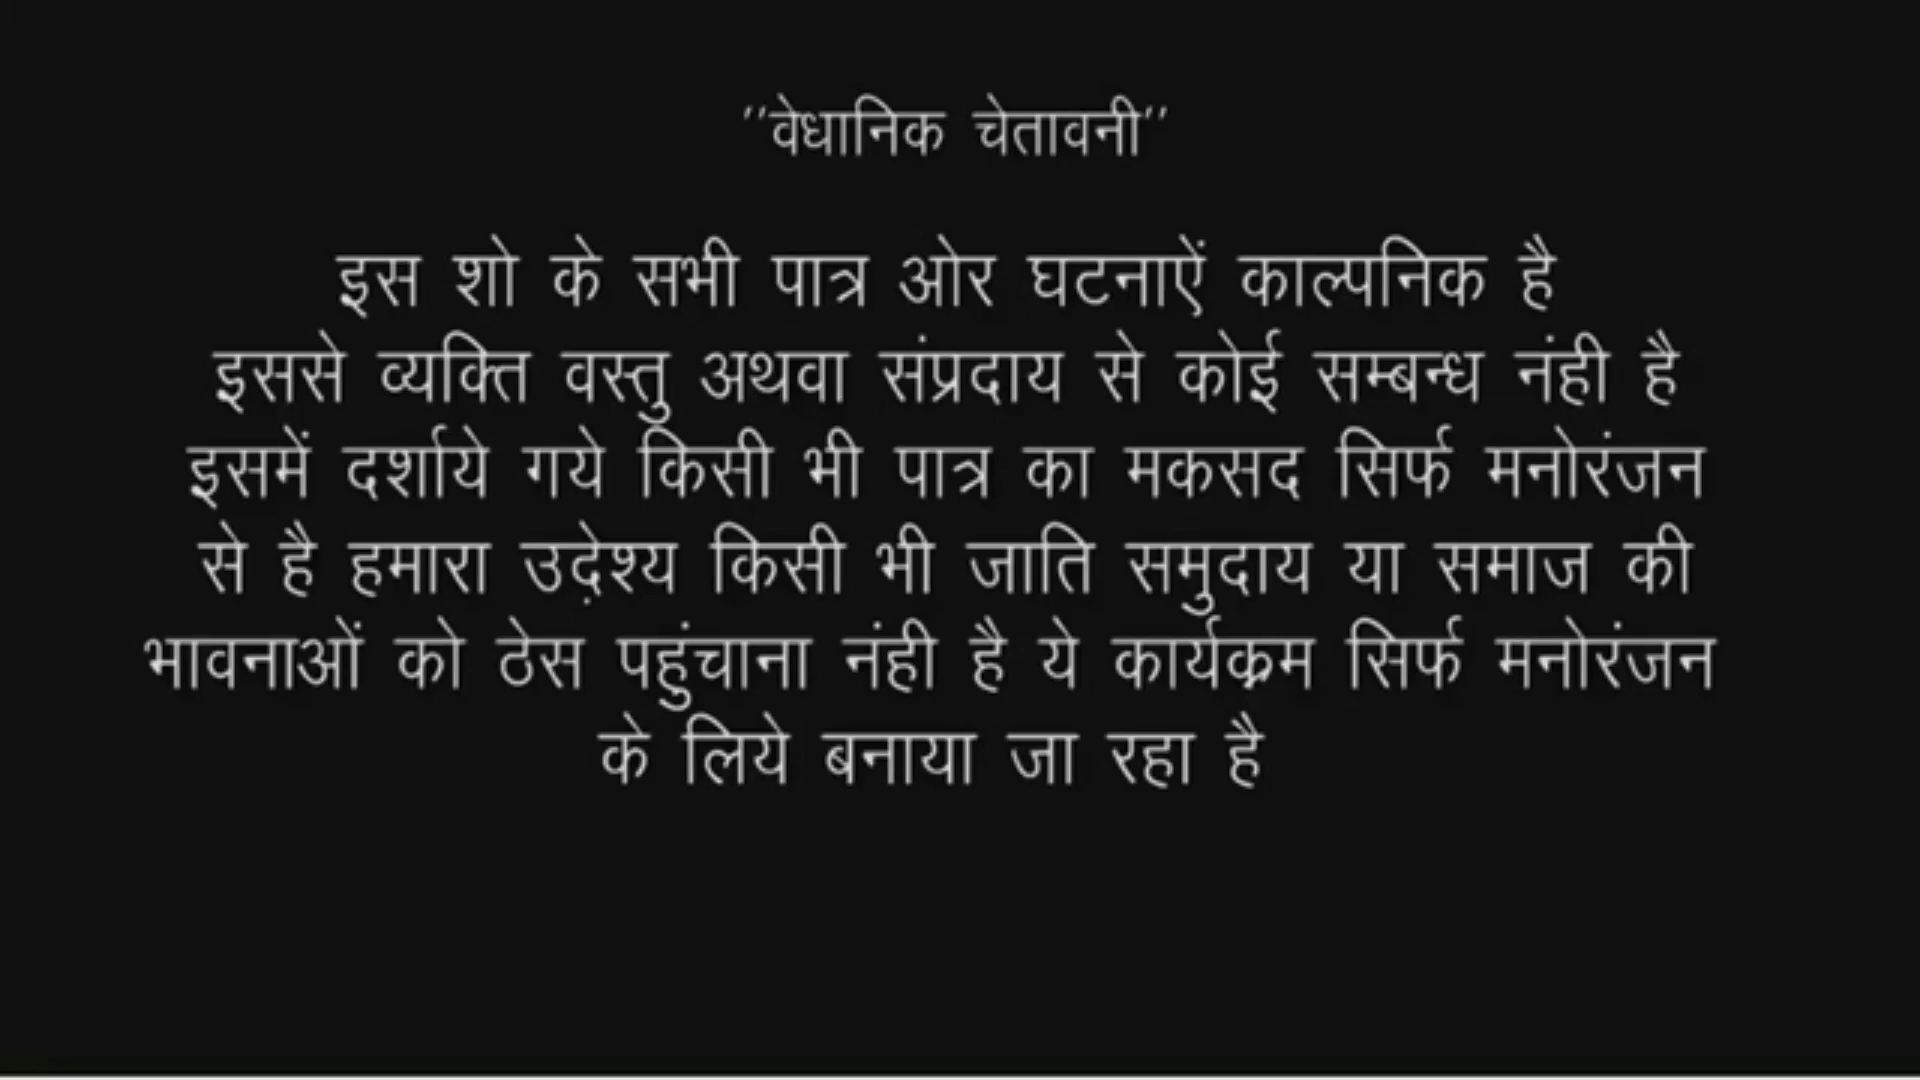 "वेधानिक चेतावनी"
इस शो के सभी पात्र ओर घटनाऐं काल्पनिक है
इससे व्यक्ति वस्तु अथवा संप्रदाय से कोई सम्बन्ध नंही है
इसमें दर्शाये गये किसी भी पात्र का मकसद सिर्फ मनोरंजन
से है हमारा उद़ेश्य किसी भी जाति समुदाय या समाज की
भावनाओं को ठेस पहुंचाना नंही है ये कार्यक्रम सिर्फ मनोरंजन
के लिये बनाया जा रहा है